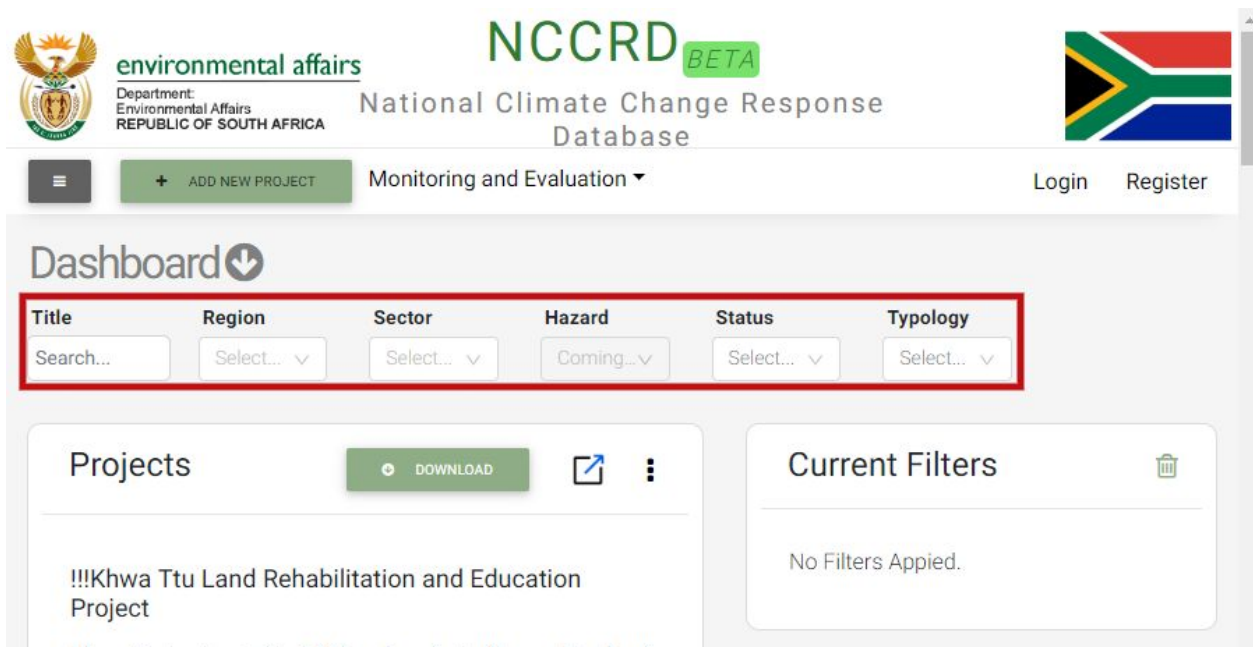 environmental affairs
Department:
Environmental Affairs
REPUBLIC OF SOUTH AFRICA
NCCRD BETA
National Climate Change Response
Database
+ ADD NEW PROJECT
Monitoring and Evaluation
Login
Register
Dashboard
Title
Region
Sector
Hazard
Status
Typology
Search...
Select...
Select...
Coming...
Select...
Select...
Projects
DOWNLOAD
!!!Khwa Ttu Land Rehabilitation and Education
Project
Current Filters
No Filters Appied.